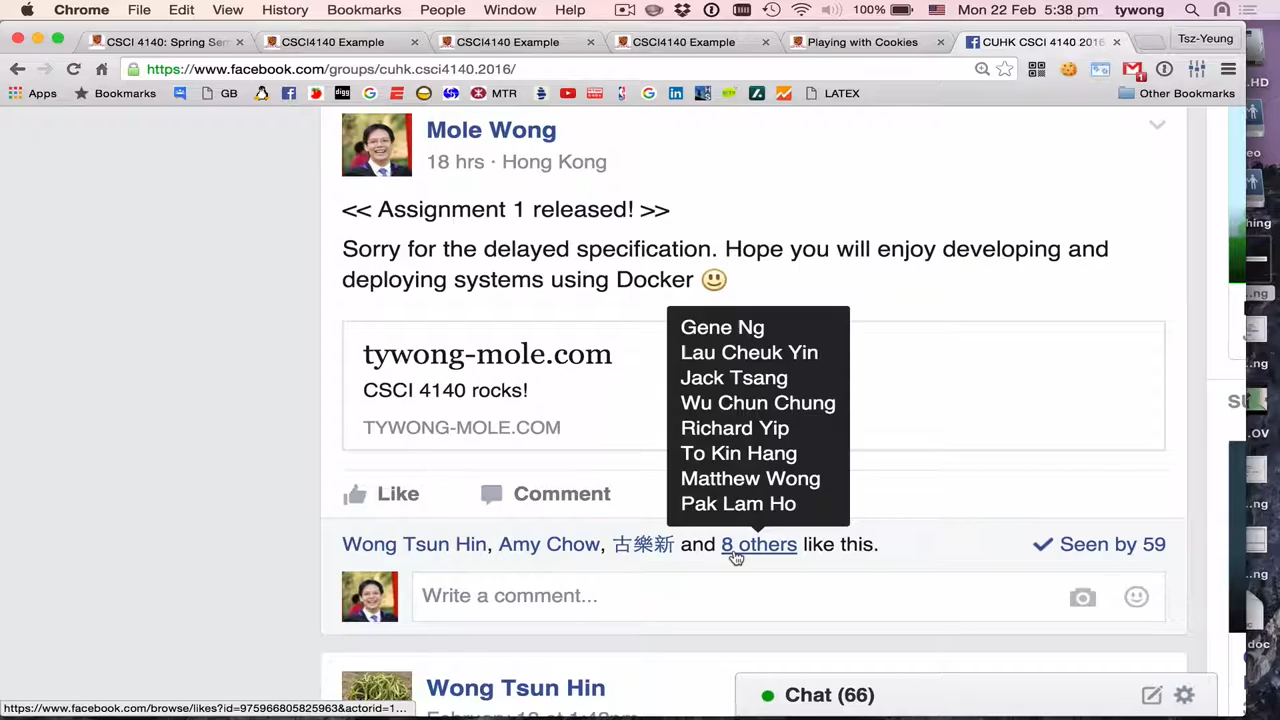 Chrome File Edit View History Bookmarks People Window Help 100% Mon 22 Feb 5:38 pm tywong
CSCI 4140: Spring Sem CSCI4140 Example CSCI4140 Example CSCI4140 Example Playing with Cookies CUHK CSCI 4140 2016 Tsz-Yeung
https://www.facebook.com/groups/cuhk.csci4140.2016/
Apps Bookmarks GB MTR LATEX Other Bookmarks
Mole Wong
18 hrs · Hong Kong
<< Assignment 1 released! >>
Sorry for the delayed specification. Hope you will enjoy developing and
deploying systems using Docker
tywong-mole.com
CSCI 4140 rocks!
TYWONG-MOLE.COM
Gene Ng
Lau Cheuk Yin
Jack Tsang
Wu Chun Chung
Richard Yip
To Kin Hang
Matthew Wong
Pak Lam Ho
Like Comment
Wong Tsun Hin, Amy Chow, 古樂新 and 8 others like this. Seen by 59
Write a comment...
Wong Tsun Hin
Chat (66)
https://www.facebook.com/browse/likes?id=975966805825963&actorid=1...